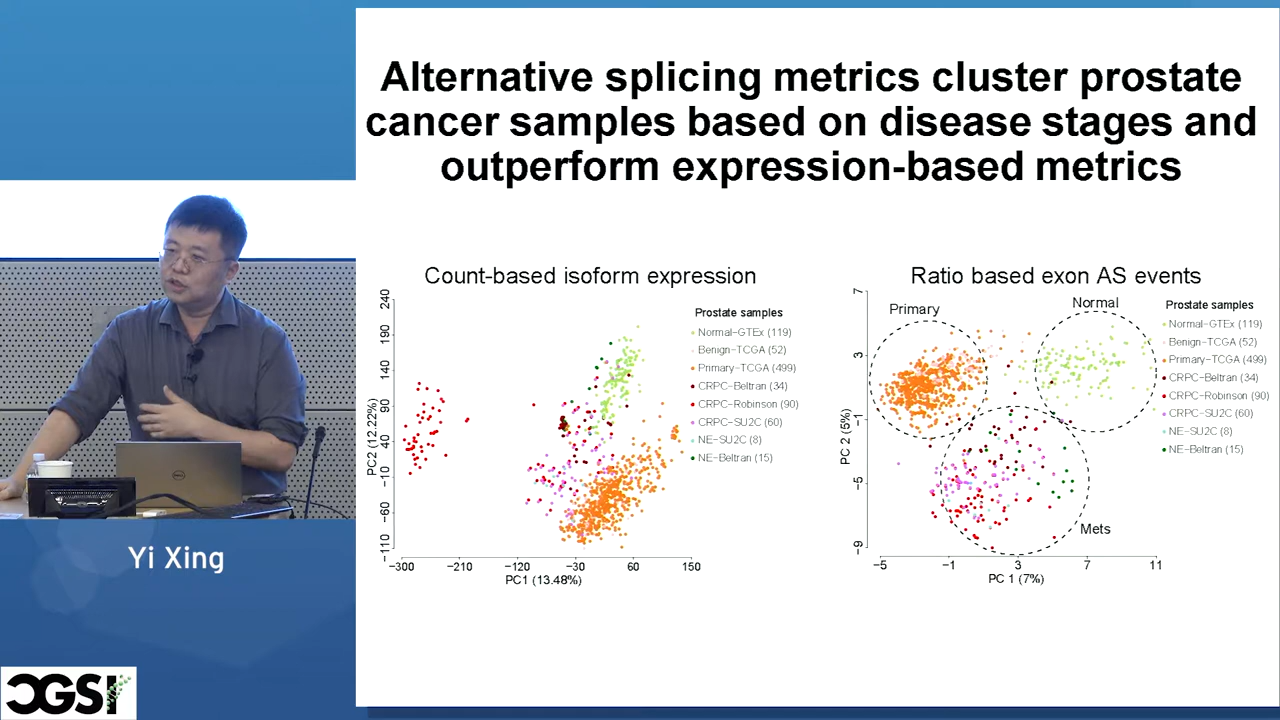 Alternative splicing metrics cluster prostate
cancer samples based on disease stages and
outperform expression-based metrics
Count-based isoform expression
240
190
140
90
40
−10
−60
−110
PC2 (12.22%)
−300
−210
−120
−30
60
150
PC1 (13.48%)
Prostate samples
Normal−GTEx (119)
Benign−TCGA (52)
Primary−TCGA (499)
CRPC−Beltran (34)
CRPC−Robinson (90)
CRPC−SU2C (60)
NE−SU2C (8)
NE−Beltran (15)
Ratio based exon AS events
7
3
−1
−5
−9
PC 2 (5%)
Primary
Normal
Mets
−5
−1
3
7
11
PC 1 (7%)
Prostate samples
Normal−GTEx (119)
Benign−TCGA (52)
Primary−TCGA (499)
CRPC−Beltran (34)
CRPC−Robinson (90)
CRPC−SU2C (60)
NE−SU2C (8)
NE−Beltran (15)
DELL
Yi Xing
CGSI